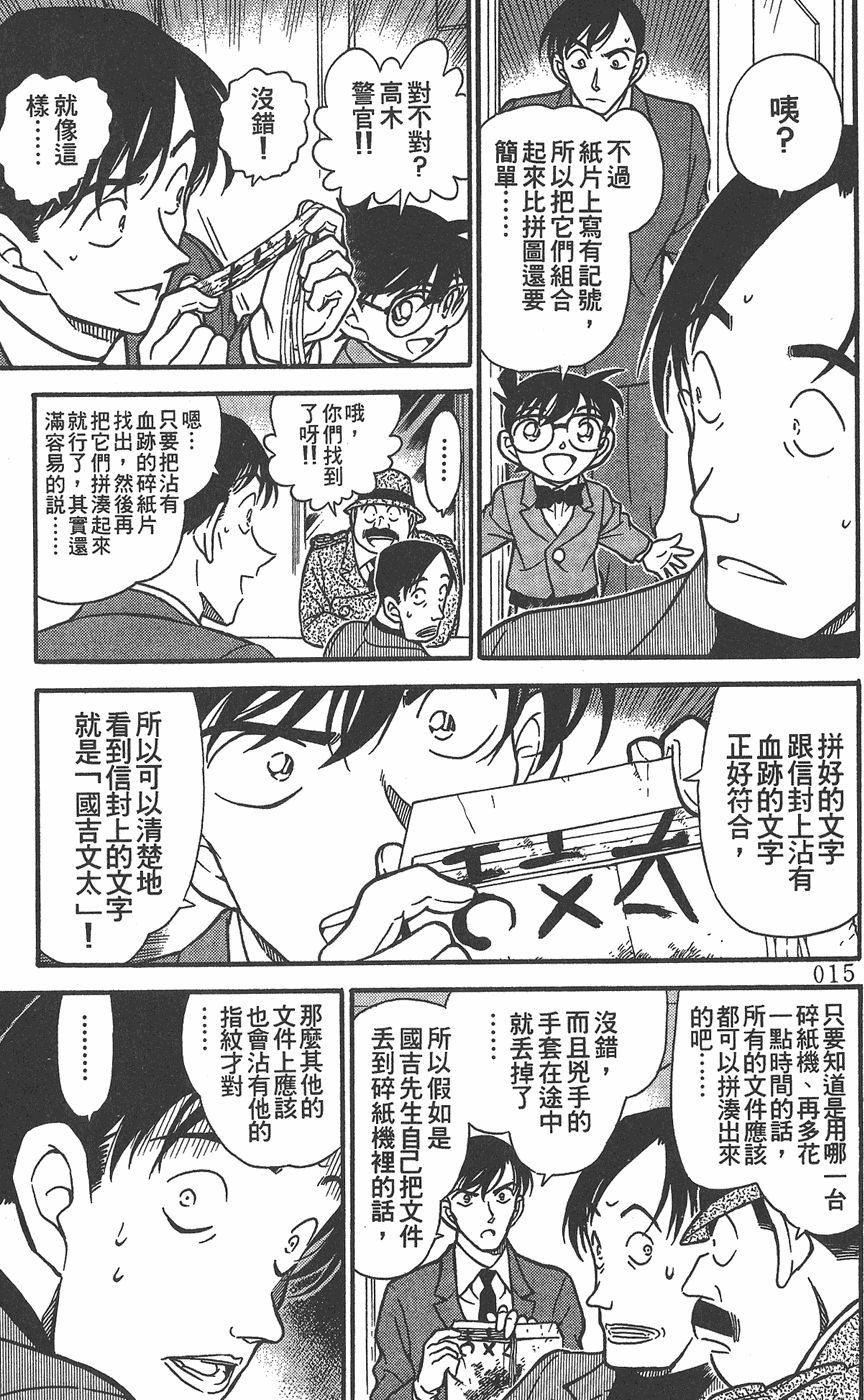 咦？
不過
紙片上寫有記號，
所以把它們組合
起來比拼圖還要
簡單……
對不對？
高木
警官!!
沒錯！
就像這
樣……
……
哦，
你們找到
了呀!!
嗯…
只要把沾有
血跡的碎紙片
找出，然後再
把它們拼湊起來
就行了，其實還
滿容易的說……
拼好的文字
跟信封上沾有
血跡的文字
正好符合，
所以可以清楚地
看到信封上的文字
就是「國吉文太」！
015
只要知道是用哪一台
碎紙機、再多花
一點時間的話，
所有的文件應該
都可以拼湊出來
的吧……
沒錯，
而且兇手的
手套在途中
就丟掉了
……
所以假如是
國吉先生自己把文件
丟到碎紙機裡的話，
那麼其他的
文件上應該
也會沾有他的
指紋才對
……
……